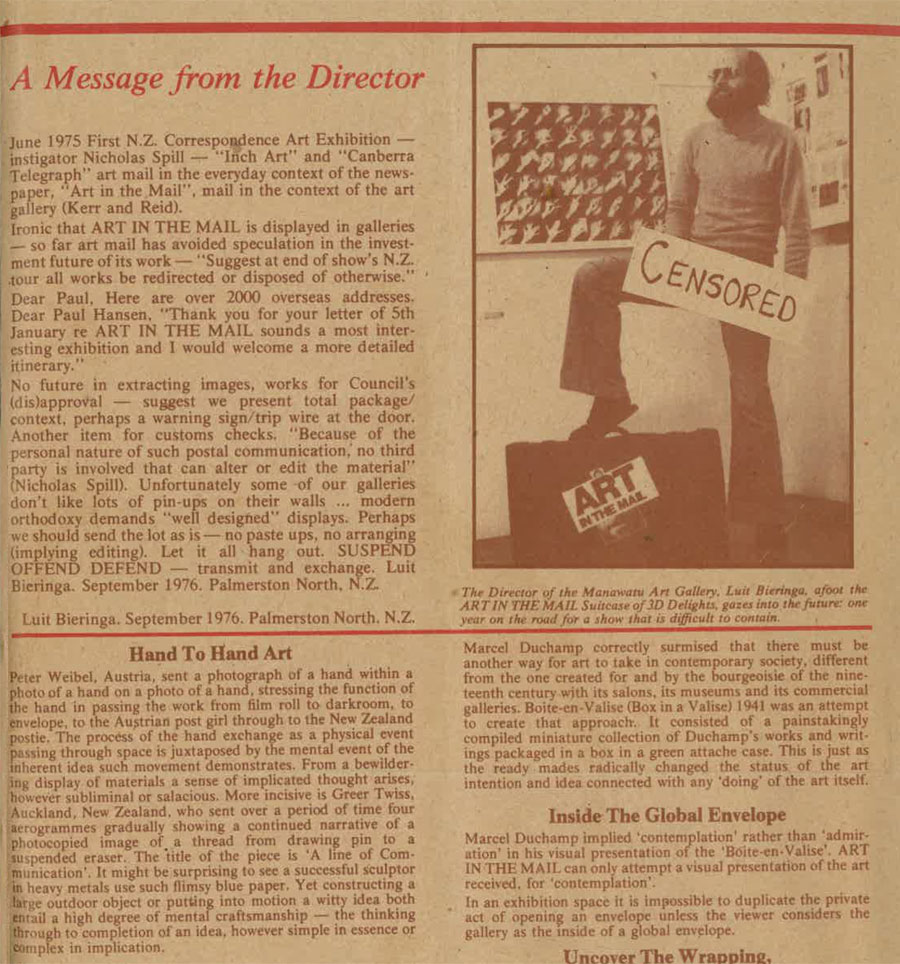 A Message from the Director
June 1975 First N.Z. Correspondence Art Exhibition —
instigator Nicholas Spill — "Inch Art" and "Canberra
Telegraph" art mail in the everyday context of the news-
paper, "Art in the Mail", mail in the context of the art
gallery (Kerr and Reid).
Ironic that ART IN THE MAIL is displayed in galleries
— so far art mail has avoided speculation in the invest-
ment future of its work — "Suggest at end of show's N.Z.
tour all works be redirected or disposed of otherwise."
Dear Paul, Here are over 2000 overseas addresses.
Dear Paul Hansen, "Thank you for your letter of 5th
January re ART IN THE MAIL sounds a most inter-
esting exhibition and I would welcome a more detailed
itinerary."
No future in extracting images, works for Council's
(dis)approval — suggest we present total package/
context, perhaps a warning sign/trip wire at the door.
Another item for customs checks. "Because of the
personal nature of such postal communication, no third
party is involved that can alter or edit the material"
(Nicholas Spill). Unfortunately some of our galleries
don't like lots of pin-ups on their walls ... modern
orthodoxy demands "well designed" displays. Perhaps
we should send the lot as is — no paste ups, no arranging
(implying editing). Let it all hang out. SUSPEND
OFFEND DEFEND — transmit and exchange. Luit
Bieringa. September 1976. Palmerston North, N.Z.
Luit Bieringa. September 1976. Palmerston North. N.Z.
CENSORED
ART
IN THE MAIL
The Director of the Manawatu Art Gallery, Luit Bieringa, afoot the
ART IN THE MAIL Suitcase of 3D Delights, gazes into the future: one
year on the road for a show that is difficult to contain.
Hand To Hand Art
Peter Weibel, Austria, sent a photograph of a hand within a
photo of a hand on a photo of a hand, stressing the function of
the hand in passing the work from film roll to darkroom, to
envelope, to the Austrian post girl through to the New Zealand
postie. The process of the hand exchange as a physical event
passing through space is juxtaposed by the mental event of the
inherent idea such movement demonstrates. From a bewilder-
ing display of materials a sense of implicated thought arises,
however subliminal or salacious. More incisive is Greer Twiss,
Auckland, New Zealand, who sent over a period of time four
aerogrammes gradually showing a continued narrative of a
photocopied image of a thread from drawing pin to a
suspended eraser. The title of the piece is 'A line of Com-
munication'. It might be surprising to see a successful sculptor
in heavy metals use such flimsy blue paper. Yet constructing a
large outdoor object or putting into motion a witty idea both
entail a high degree of mental craftsmanship — the thinking
through to completion of an idea, however simple in essence or
complex in implication.
Marcel Duchamp correctly surmised that there must be
another way for art to take in contemporary society, different
from the one created for and by the bourgeoisie of the nine-
teenth century with its salons, its museums and its commercial
galleries. Boite-en-Valise (Box in a Valise) 1941 was an attempt
to create that approach. It consisted of a painstakingly
compiled miniature collection of Duchamp's works and writ-
ings packaged in a box in a green attache case. This is just as
the ready mades radically changed the status of the art
intention and idea connected with any 'doing' of the art itself.
Inside The Global Envelope
Marcel Duchamp implied 'contemplation' rather than 'admir-
ation' in his visual presentation of the 'Boite-en-Valise'. ART
IN THE MAIL can only attempt a visual presentation of the art
received, for 'contemplation'.
In an exhibition space it is impossible to duplicate the private
act of opening an envelope unless the viewer considers the
gallery as the inside of a global envelope.
Uncover The Wrapping,